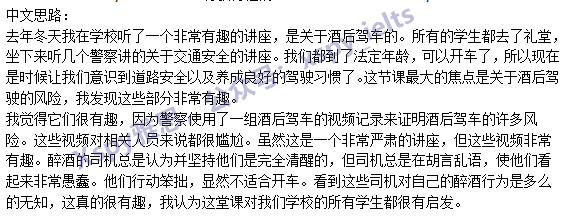 中文思路：
去年冬天我在学校听了一个非常有趣的讲座，是关于酒后驾车的。所有的学生都去了礼堂，
坐下来听几个警察讲的关于交通安全的讲座。我们都到了法定年龄，可以开车了，所以现在
是时候让我们意识到道路安全以及养成良好的驾驶习惯了。这节课最大的焦点是关于酒后驾
驶的风险，我发现这些部分非常有趣。
我觉得它们很有趣，因为警察使用了一组酒后驾车的视频记录来证明酒后驾车的许多风
险。这些视频对相关人员来说都很尴尬。虽然这是一个非常严肃的讲座，但这些视频非常
有趣。醉酒的司机总是认为并坚持他们是完全清醒的，但司机总是在胡言乱语，使他们看
起来非常愚蠢。他们行动笨拙，显然不适合开车。看到这些司机对自己的醉酒行为是多么
的无知，这真的很有趣，我认为这堂课对我们学校的所有学生都很有启发。